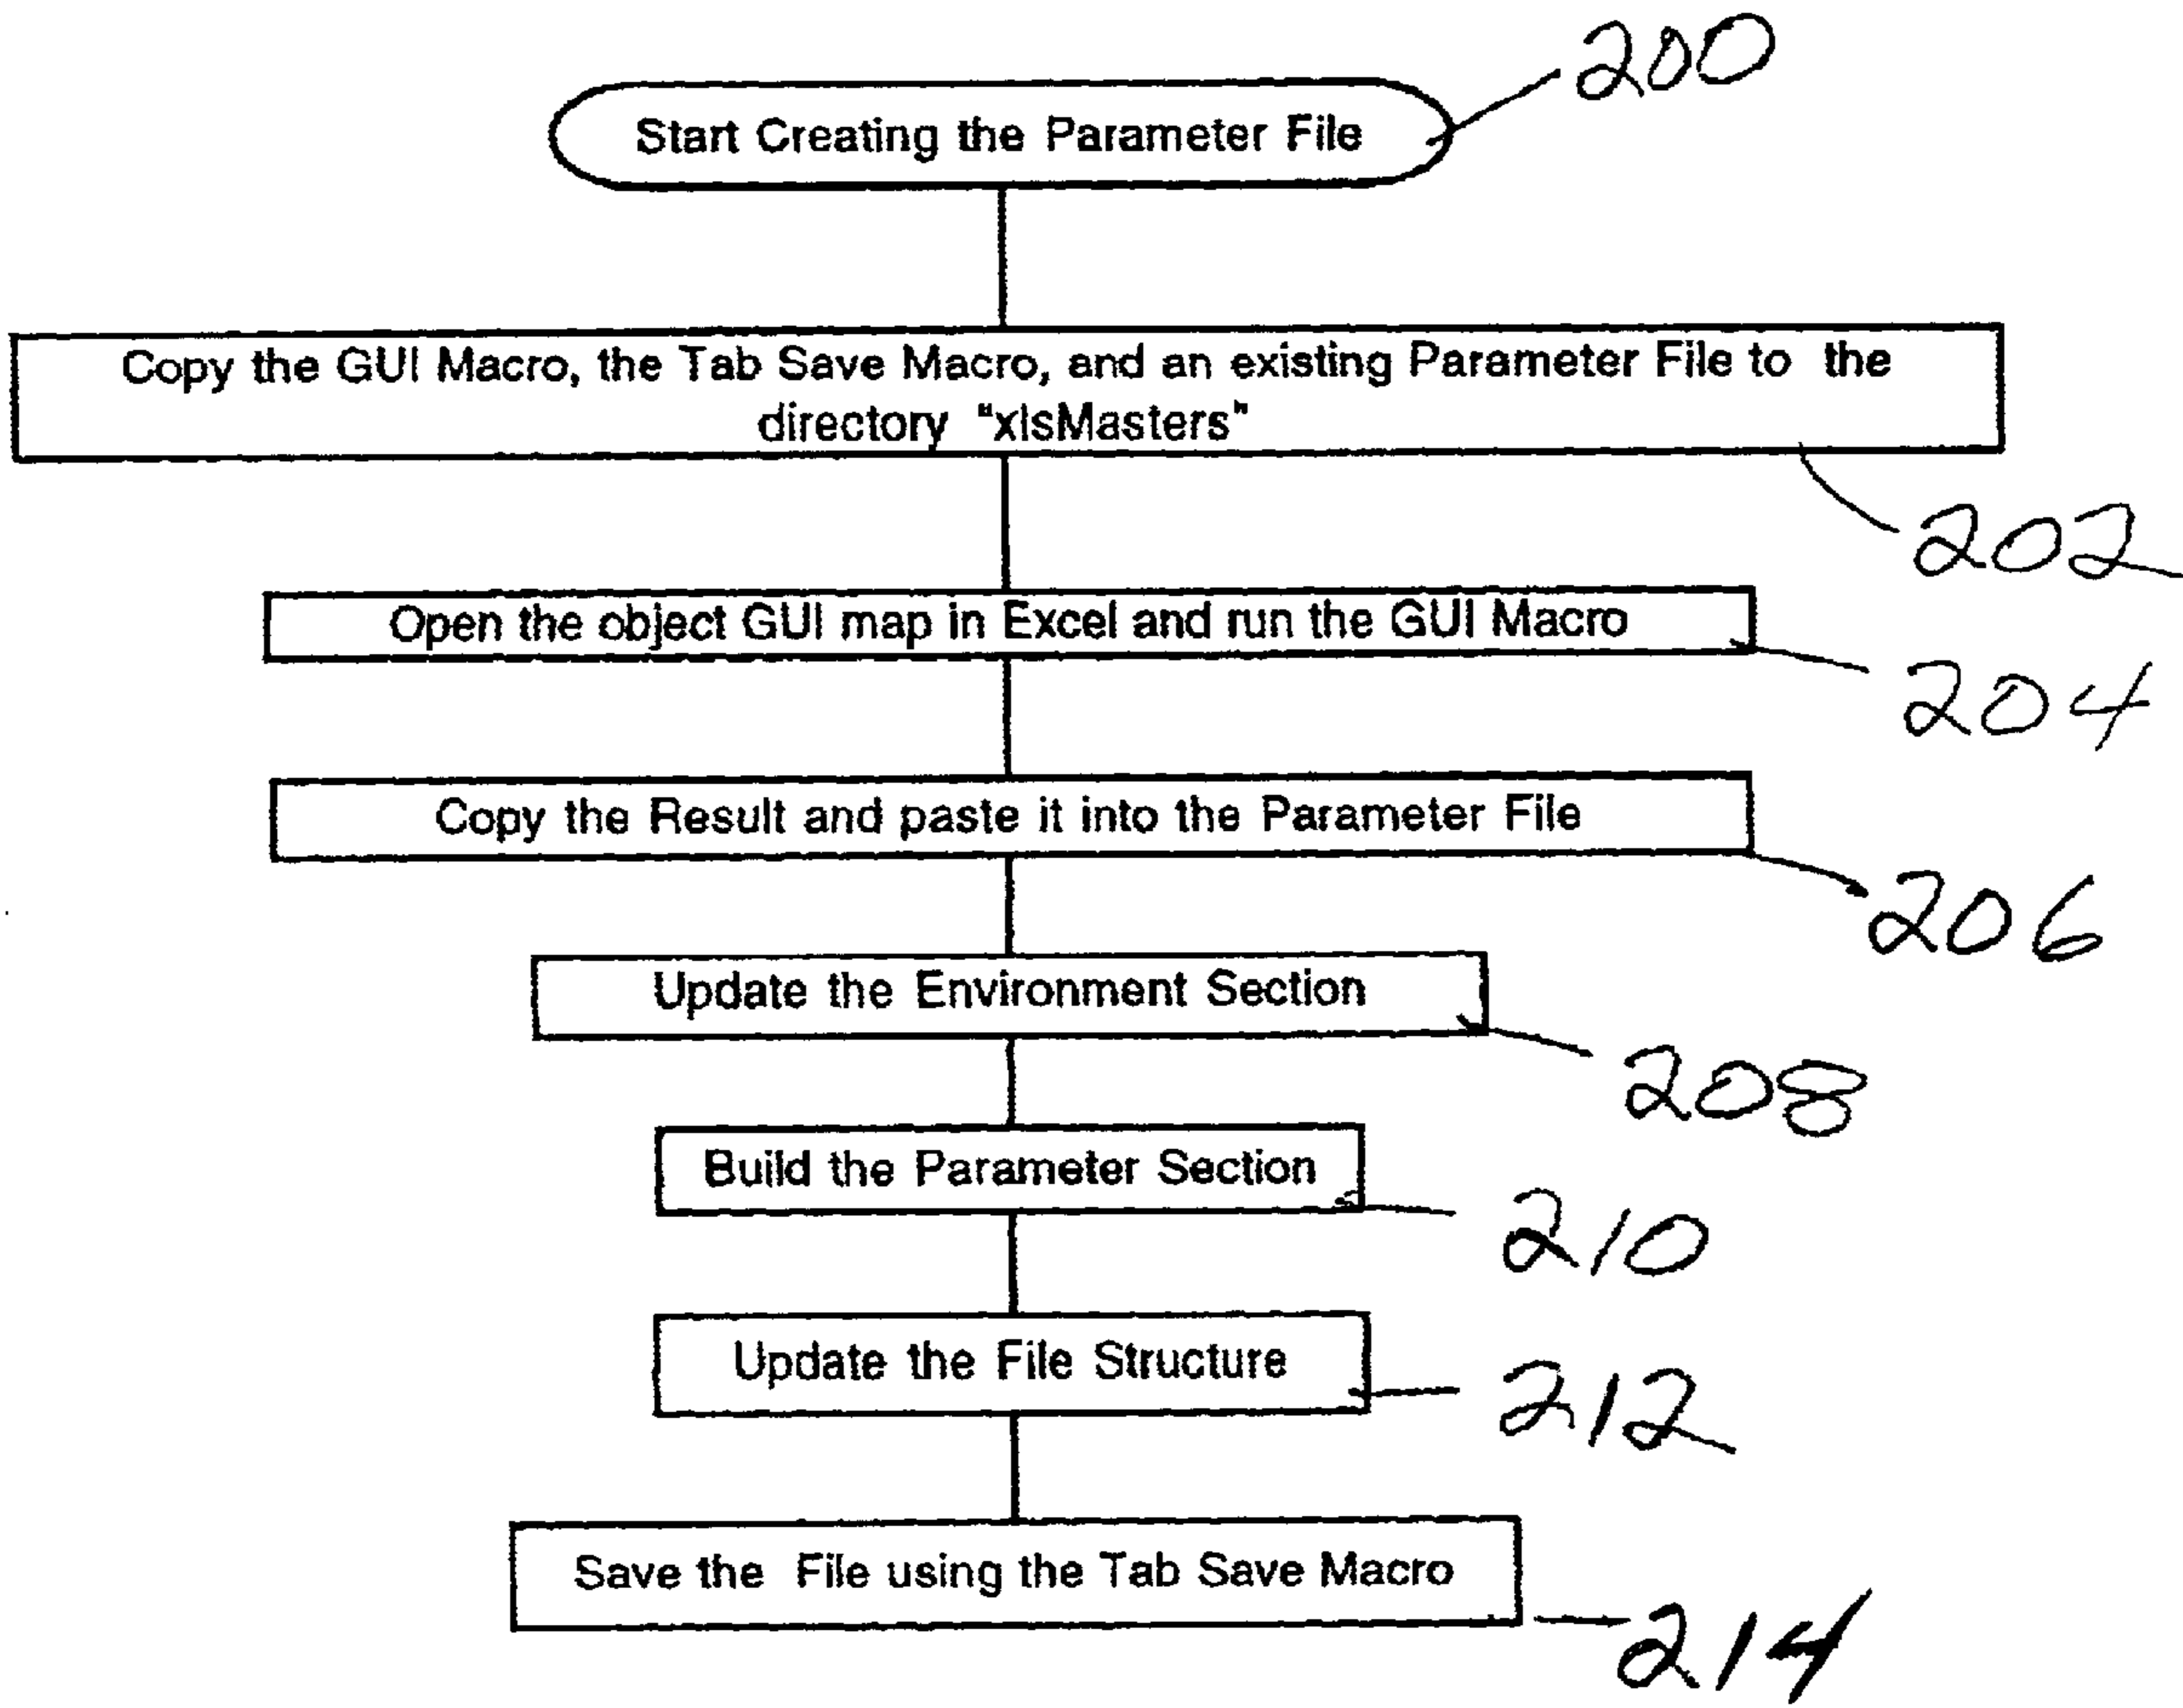 200
Start Creating the Parameter File
Copy the GUI Macro, the Tab Save Macro, and an existing Parameter File to the
directory "xlsMasters"
202
Open the object GUI map in Excel and run the GUI Macro
204
Copy the Result and paste it into the Parameter File
206
Update the Environment Section
208
Build the Parameter Section
210
Update the File Structure
212
Save the File using the Tab Save Macro
214